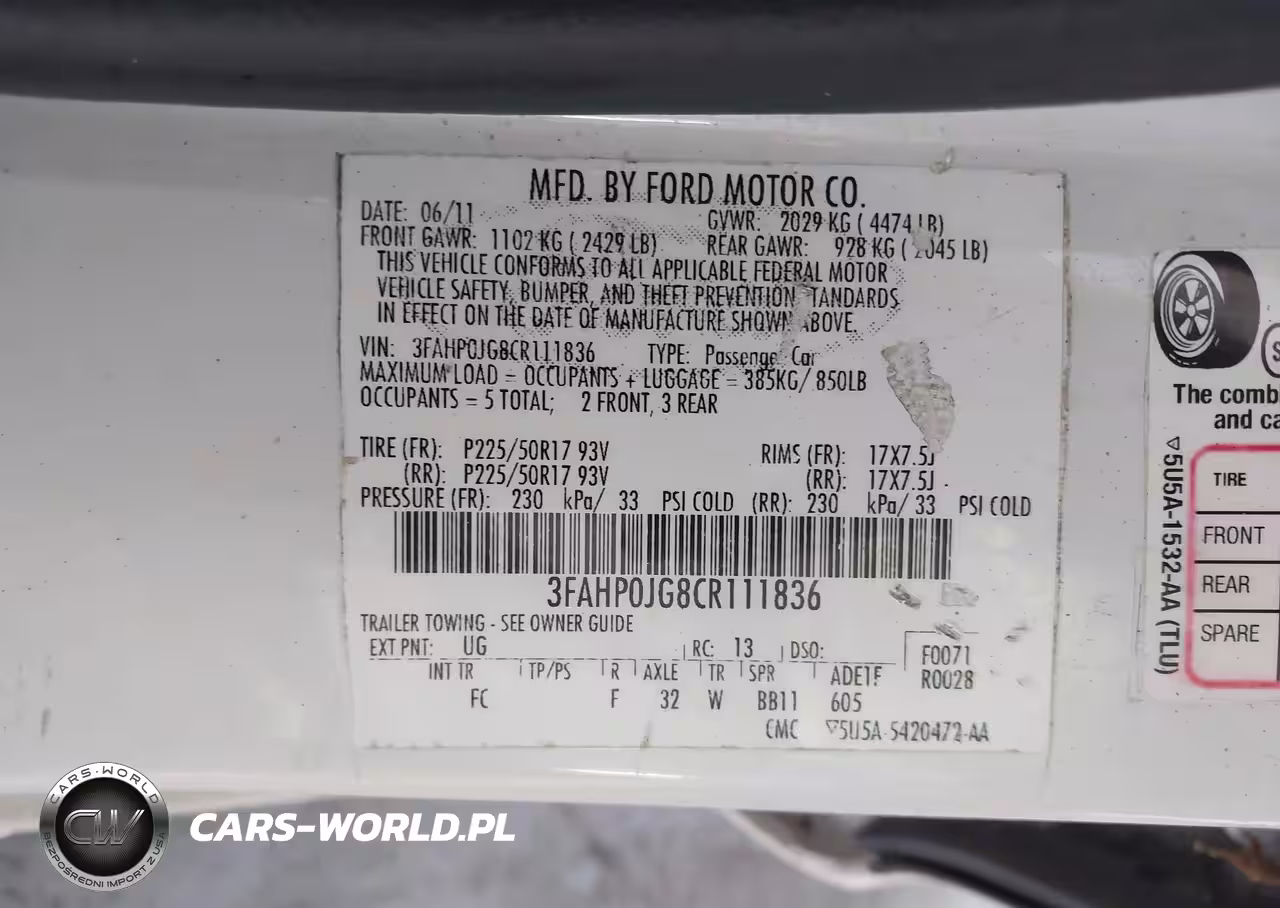 MFD. BY FORD MOTOR CO.
DATE: 06/11 GVWR: 2029 KG ( 4474 LB)
FRONT GAWR: 1102 KG ( 2429 LB) REAR GAWR: 928 KG ( 2045 LB)
THIS VEHICLE CONFORMS TO ALL APPLICABLE FEDERAL MOTOR
VEHICLE SAFETY, BUMPER, AND THEFT PREVENTION TANDARDS
IN EFFECT ON THE DATE OF MANUFACTURE SHOWN ABOVE.
VIN: 3FAHP0JG8CR111836 TYPE: Passenge Car
MAXIMUM LOAD = OCCUPANTS + LUGGAGE = 385KG/ 850LB
OCCUPANTS = 5 TOTAL; 2 FRONT, 3 REAR
TIRE (FR): P225/50R17 93V RIMS (FR): 17X7.5J
(RR): P225/50R17 93V (RR): 17X7.5J
PRESSURE (FR): 230 kPa/ 33 PSI COLD (RR): 230 kPa/ 33 PSI COLD
3FAHP0JG8CR111836
TRAILER TOWING - SEE OWNER GUIDE
EXT PNT: UG RC: 13 DSO: F0071
INT TR TP/PS R AXLE TR SPR ADE1F R0028
FC F 32 W BB11 605
CMC ▽5U5A-5420472-AA
The comb
and ca
▽5U5A-1532-AA (TLU)
TIRE
FRONT
REAR
SPARE
CARS-WORLD
CW
BEZPOŚREDNI IMPORT Z USA
CARS-WORLD.PL